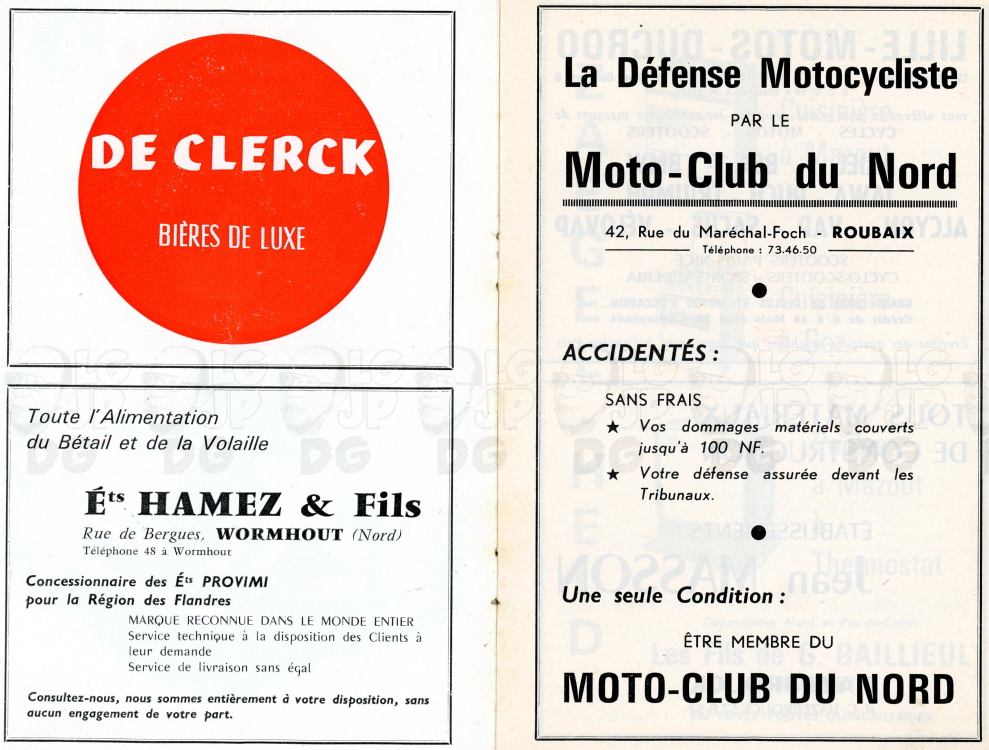 DE CLERCK
BIÈRES DE LUXE
Toute l'Alimentation
du Bétail et de la Volaille
Éts HAMEZ & Fils
Rue de Bergues, WORMHOUT (Nord)
Téléphone 48 à Wormhout
Concessionnaire des Éts PROVIMI
pour la Région des Flandres
MARQUE RECONNUE DANS LE MONDE ENTIER
Service technique à la disposition des Clients à
leur demande
Service de livraison sans égal
Consultez-nous, nous sommes entièrement à votre disposition, sans
aucun engagement de votre part.
La Défense Motocycliste
PAR LE
Moto-Club du Nord
42, Rue du Maréchal-Foch - ROUBAIX
Téléphone : 73.46.50
ACCIDENTÉS :
SANS FRAIS
★ Vos dommages matériels couverts
jusqu'à 100 NF.
★ Votre défense assurée devant les
Tribunaux.
Une seule Condition :
ÊTRE MEMBRE DU
MOTO-CLUB DU NORD
LG JP DG